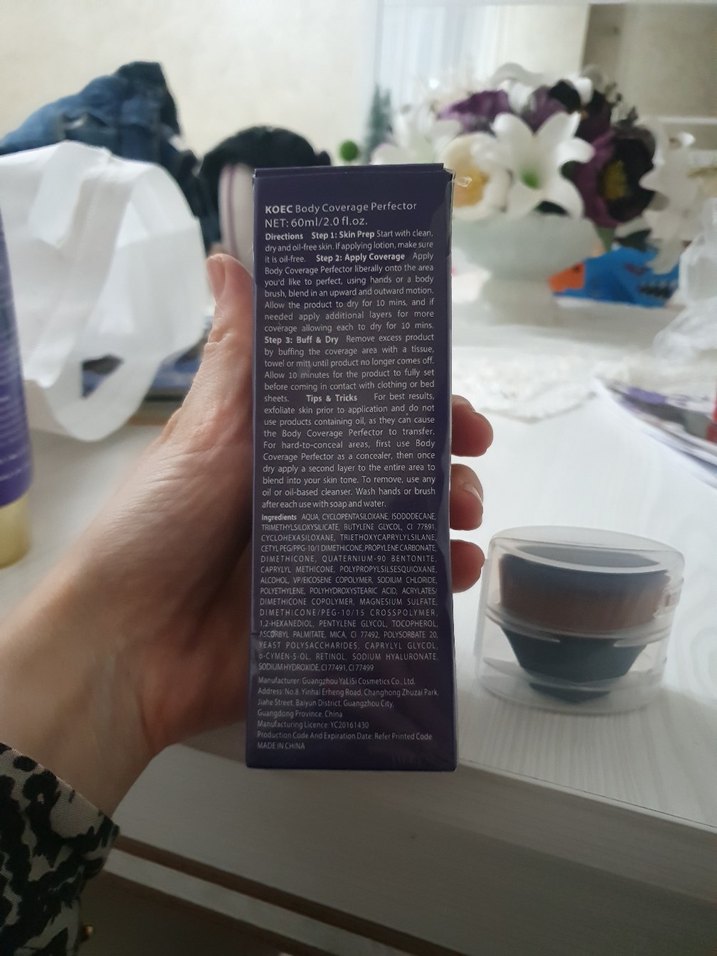 KOEC Body Coverage Perfector
NET: 60ml/2.0 fl.oz.
Directions Step 1: Skin Prep Start with clean,
dry and oil-free skin. If applying lotion, make sure
it is oil-free. Step 2: Apply Coverage Apply
Body Coverage Perfector liberally onto the area
you'd like to perfect, using hands or a body
brush, blend in an upward and outward motion.
Allow the product to dry for 10 mins, and if
needed apply additional layers for more
coverage allowing each to dry for 10 mins.
Step 3: Buff & Dry Remove excess product
by buffing the coverage area with a tissue,
towel or mitt until product no longer comes off.
Allow 10 minutes for the product to fully set
before coming in contact with clothing or bed
sheets. Tips & Tricks For best results,
exfoliate skin prior to application and do not
use products containing oil, as they can cause
the Body Coverage Perfector to transfer.
For hard-to-conceal areas, first use Body
Coverage Perfector as a concealer, then once
dry apply a second layer to the entire area to
blend into your skin tone. To remove, use any
oil or oil-based cleanser. Wash hands or brush
after each use with soap and water.
Ingredients AQUA, CYCLOPENTASILOXANE, ISODODECANE,
TRIMETHYLSILOXYSILICATE, BUTYLENE GLYCOL, CI 77891,
CYCLOHEXASILOXANE, TRIETHOXYCAPRYLYLSILANE,
CETYL PEG/PPG-10/1 DIMETHICONE, PROPYLENE CARBONATE,
DIMETHICONE, QUATERNIUM-90 BENTONITE,
CAPRYLYL METHICONE, POLYPROPYLSILSESQUIOXANE,
ALCOHOL, VP/EICOSENE COPOLYMER, SODIUM CHLORIDE,
POLYETHYLENE, POLYHYDROXYSTEARIC ACID, ACRYLATES/
DIMETHICONE COPOLYMER, MAGNESIUM SULFATE,
DIMETHICONE/PEG-10/15 CROSSPOLYMER,
1,2-HEXANEDIOL, PENTYLENE GLYCOL, TOCOPHEROL,
ASCORBYL PALMITATE, MICA, CI 77492, POLYSORBATE 20,
YEAST POLYSACCHARIDES, CAPRYLYL GLYCOL,
o-CYMEN-5-OL, RETINOL, SODIUM HYALURONATE,
SODIUM HYDROXIDE, CI 77491, CI 77499
Manufacturer: Guangzhou YaLiSi Cosmetics Co., Ltd.
Address: No.8 Yinhai Erheng Road, Changhong Zhuzai Park,
Jiahe Street, Baiyun District, Guangzhou City,
Guangdong Province, China
Manufacturing Licence: YC20161430
Production Code And Expiration Date: Refer Printed Code
MADE IN CHINA